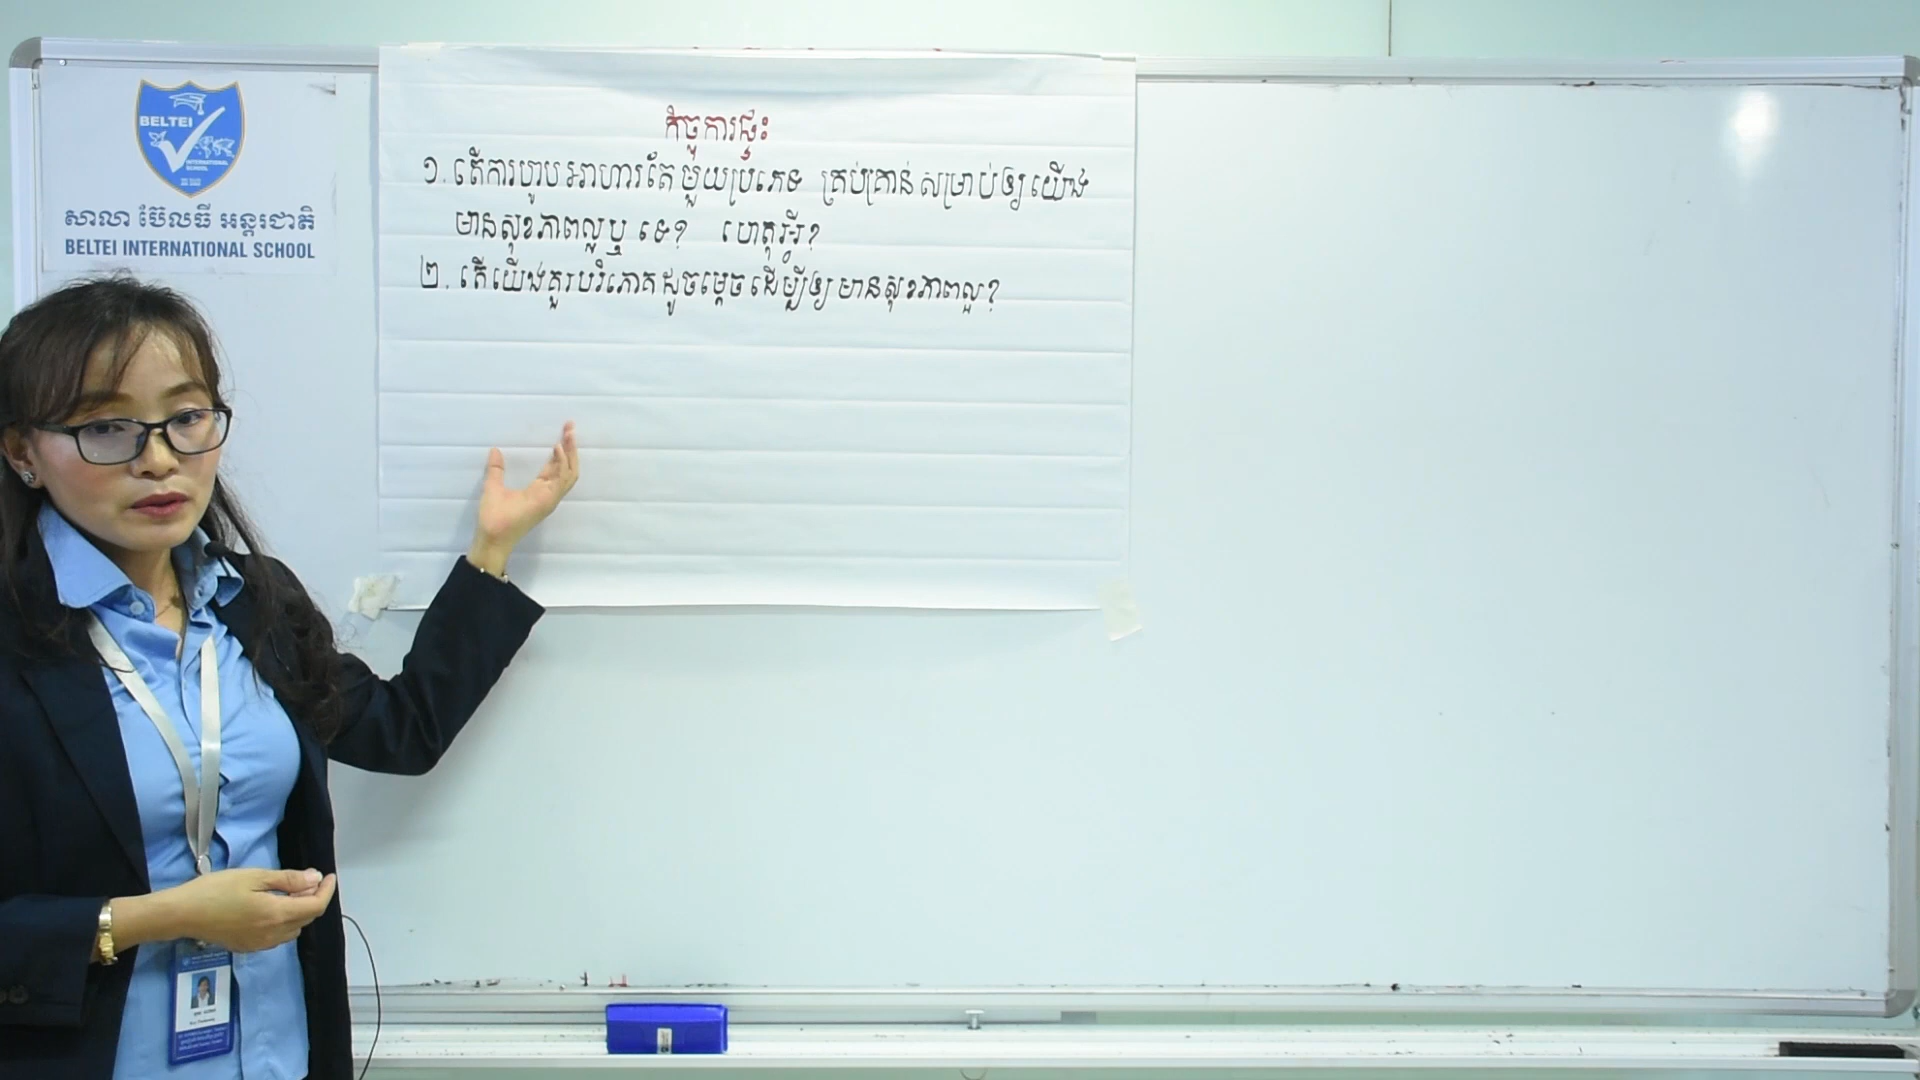 BELTEI
INTERNATIONAL
SCHOOL
សាលា ប៊ែលធី អន្តរជាតិ
BELTEI INTERNATIONAL SCHOOL
កិច្ចការផ្ទះ
១. តើការហូបអាហារតែមួយប្រភេទ គ្រប់គ្រាន់សម្រាប់ឲ្យយើង
មានសុខភាពល្អឬ ទេ? ហេតុអ្វី?
២. តើយើងគួរបរិភោគដូចម្ដេចដើម្បីឲ្យមានសុខភាពល្អ?